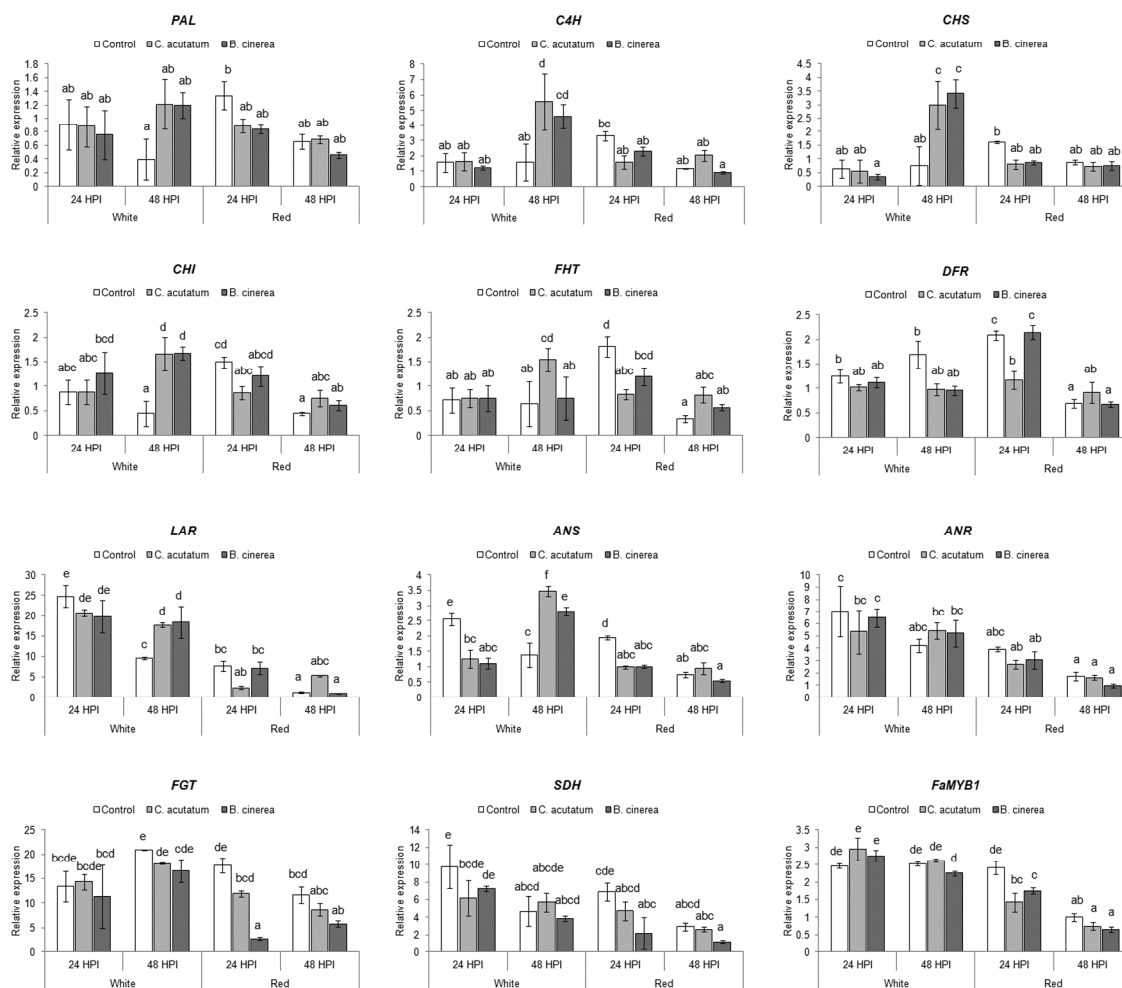 PAL
Control C. acutatum B. cinerea
Relative expression
1.8
1.6
1.4
1.2
1
0.8
0.6
0.4
0.2
0
ab ab ab a ab ab b ab ab ab ab ab
24 HPI 48 HPI 24 HPI 48 HPI
White Red
C4H
Control C. acutatum B. cinerea
Relative expression
8
7
6
5
4
3
2
1
0
ab ab ab ab d cd bc ab ab ab ab a
24 HPI 48 HPI 24 HPI 48 HPI
White Red
CHS
Control C. acutatum B. cinerea
Relative expression
4.5
4
3.5
3
2.5
2
1.5
1
0.5
0
ab ab a ab c c b ab ab ab ab ab
24 HPI 48 HPI 24 HPI 48 HPI
White Red
CHI
Control C. acutatum B. cinerea
Relative expression
2.5
2
1.5
1
0.5
0
abc abc bcd a d d cd abc abcd a abc ab
24 HPI 48 HPI 24 HPI 48 HPI
White Red
FHT
Control C. acutatum B. cinerea
Relative expression
2.5
2
1.5
1
0.5
0
ab ab ab ab cd ab d abc bcd a abc ab
24 HPI 48 HPI 24 HPI 48 HPI
White Red
DFR
Control C. acutatum B. cinerea
Relative expression
2.5
2
1.5
1
0.5
0
b ab ab b ab ab c b c a ab a
24 HPI 48 HPI 24 HPI 48 HPI
White Red
LAR
Control C. acutatum B. cinerea
Relative expression
30
25
20
15
10
5
0
e de de c d d bc ab bc a abc a
24 HPI 48 HPI 24 HPI 48 HPI
White Red
ANS
Control C. acutatum B. cinerea
Relative expression
4
3.5
3
2.5
2
1.5
1
0.5
0
e bc abc c f e d abc abc ab abc a
24 HPI 48 HPI 24 HPI 48 HPI
White Red
ANR
Control C. acutatum B. cinerea
Relative expression
10
9
8
7
6
5
4
3
2
1
0
c bc c abc bc bc abc ab ab a a a
24 HPI 48 HPI 24 HPI 48 HPI
White Red
FGT
Control C. acutatum B. cinerea
Relative expression
25
20
15
10
5
0
bcde bcde bcd e de cde de bcd a bcd abc ab
24 HPI 48 HPI 24 HPI 48 HPI
White Red
SDH
Control C. acutatum B. cinerea
Relative expression
14
12
10
8
6
4
2
0
e bcde de abcd abcde abcd cde abcd ab abcd abc a
24 HPI 48 HPI 24 HPI 48 HPI
White Red
FaMYB1
Control C. acutatum B. cinerea
Relative expression
3.5
3
2.5
2
1.5
1
0.5
0
de e e de de d de bc c ab a a
24 HPI 48 HPI 24 HPI 48 HPI
White Red